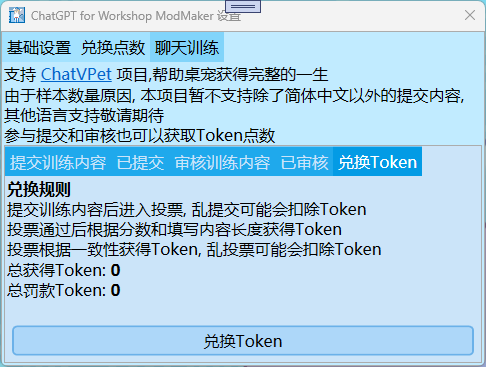 ChatGPT for Workshop ModMaker 设置
基础设置 兑换点数 聊天训练
支持 ChatVPet 项目,帮助桌宠获得完整的一生
由于样本数量原因, 本项目暂不支持除了简体中文以外的提交内容,
其他语言支持敬请期待
参与提交和审核也可以获取Token点数
提交训练内容 已提交 审核训练内容 已审核 兑换Token
兑换规则
提交训练内容后进入投票, 乱提交可能会扣除Token
投票通过后根据分数和填写内容长度获得Token
投票根据一致性获得Token, 乱投票可能会扣除Token
总获得Token: 0
总罚款Token: 0
兑换Token